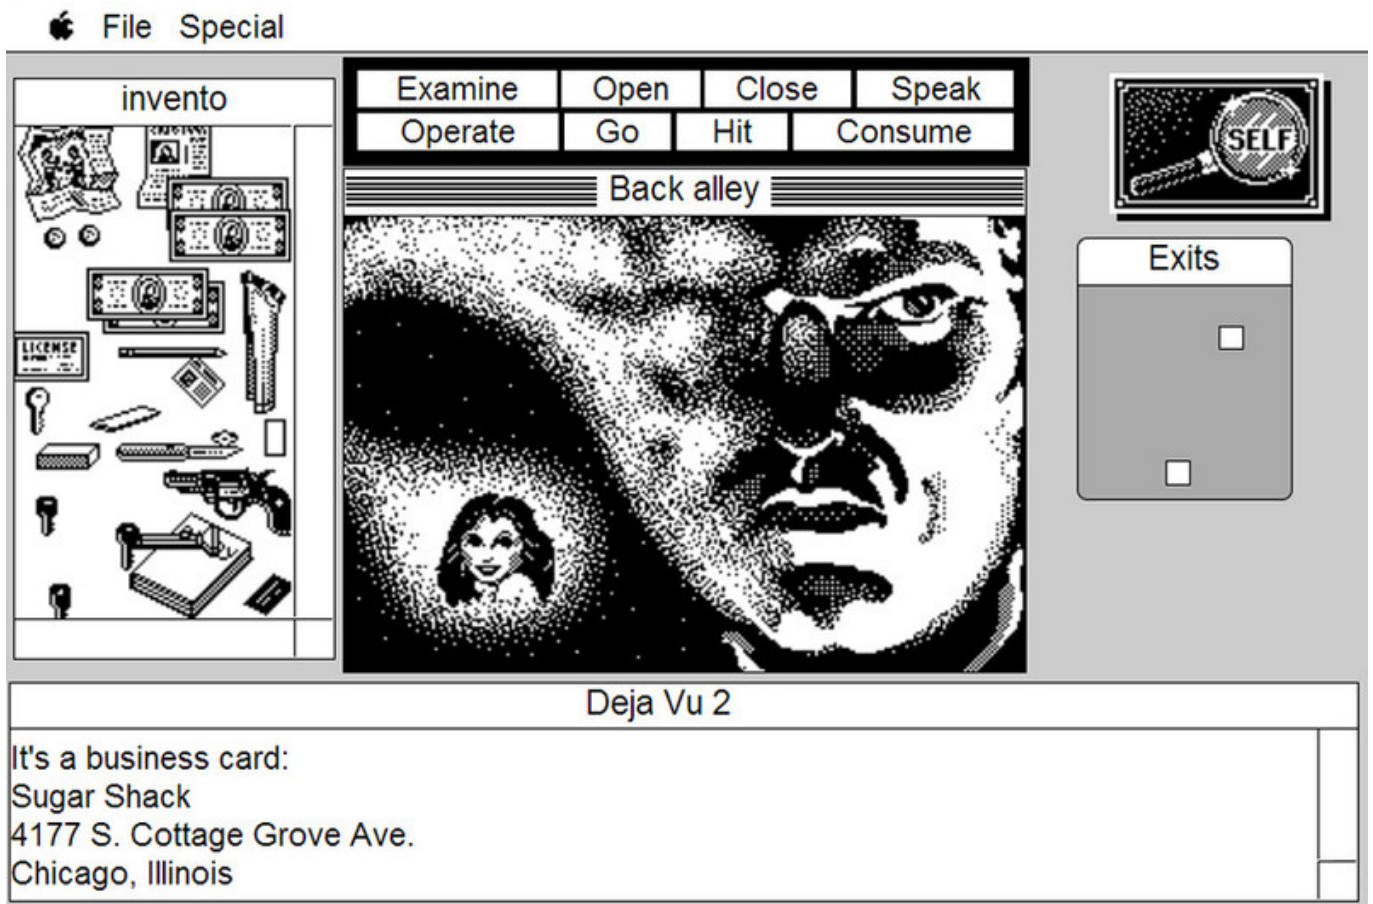 File Special
invento
Examine Open Close Speak
Operate Go Hit Consume
SELF
Back alley
Exits
LICENSE
Deja Vu 2
It's a business card:
Sugar Shack
4177 S. Cottage Grove Ave.
Chicago, Illinois